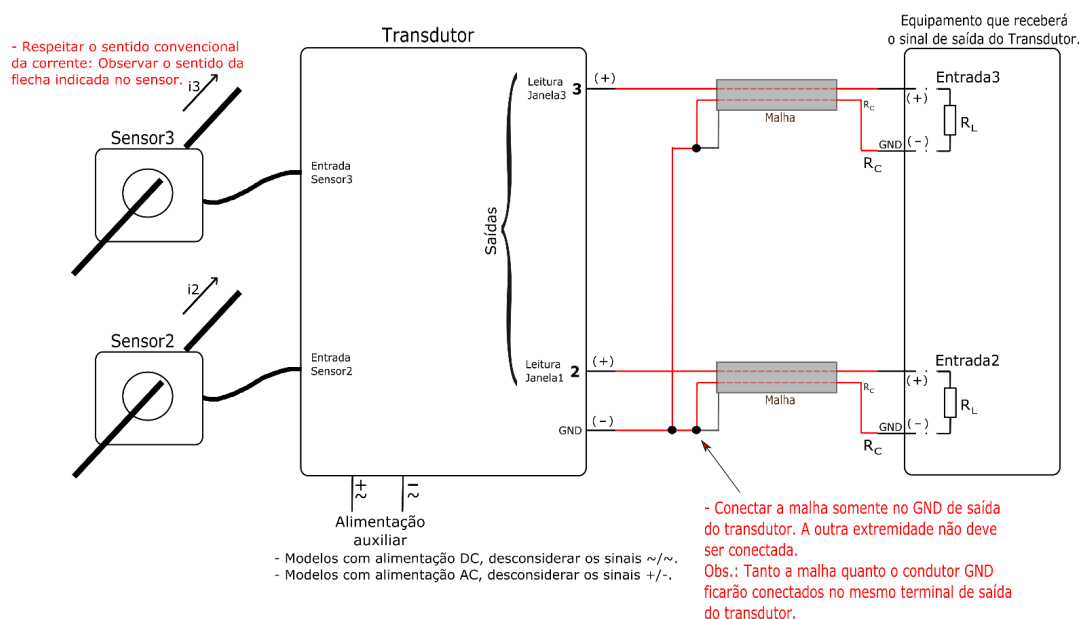 Transdutor
Equipamento que receberá
o sinal de saída do Transdutor.
- Respeitar o sentido convencional
da corrente: Observar o sentido da
flecha indicada no sensor.
i3
Sensor3
Entrada
Sensor3
Saídas
Leitura
Janela3
3
(+)
Malha
RC
RC
GND
(+)
(-)
Entrada3
RL
i2
Sensor2
Entrada
Sensor2
Leitura
Janela1
2
(+)
GND
(-)
Malha
RC
RC
GND
(+)
(-)
Entrada2
RL
+ −
~ ~
Alimentação
auxiliar
- Modelos com alimentação DC, desconsiderar os sinais ~/~.
- Modelos com alimentação AC, desconsiderar os sinais +/-.
- Conectar a malha somente no GND de saída
do transdutor. A outra extremidade não deve
ser conectada.
Obs.: Tanto a malha quanto o condutor GND
ficarão conectados no mesmo terminal de saída
do transdutor.